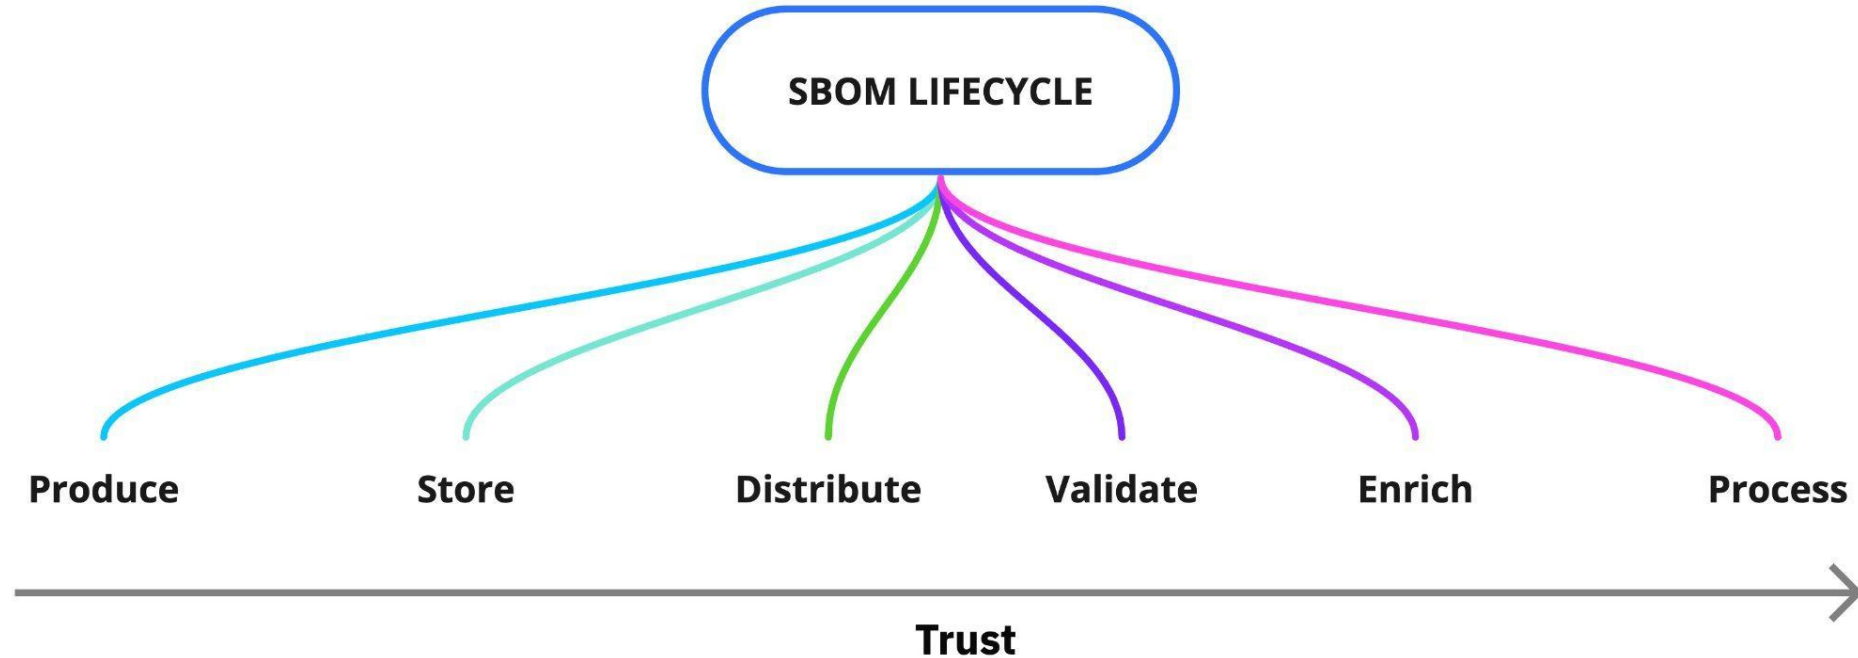 SBOM LIFECYCLE
Produce Store Distribute Validate Enrich Process
Trust